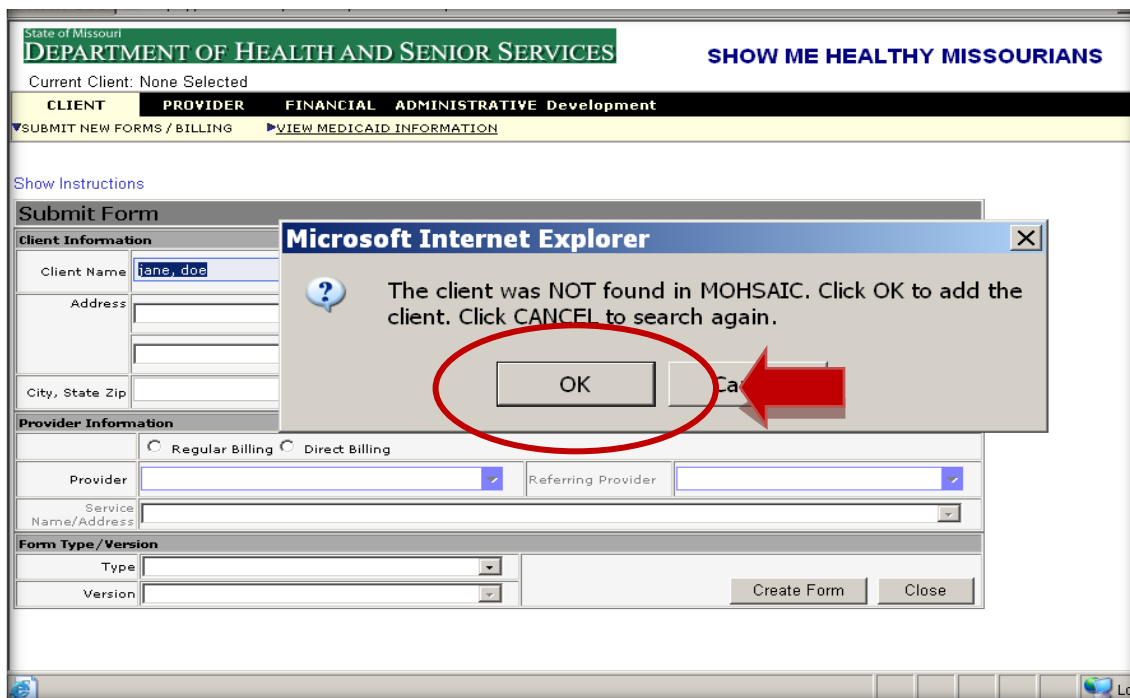 State of Missouri
DEPARTMENT OF HEALTH AND SENIOR SERVICES
SHOW ME HEALTHY MISSOURIANS
Current Client: None Selected
CLIENT PROVIDER FINANCIAL ADMINISTRATIVE Development
SUBMIT NEW FORMS / BILLING VIEW MEDICAID INFORMATION
Show Instructions
Submit Form
Client Information
Microsoft Internet Explorer
Client Name jane, doe
The client was NOT found in MOHSAIC. Click OK to add the
client. Click CANCEL to search again.
Address
OK
City, State Zip
Provider Information
Regular Billing Direct Billing
Provider Referring Provider
Service
Name/Address
Form Type/Version
Type
Version
Create Form Close